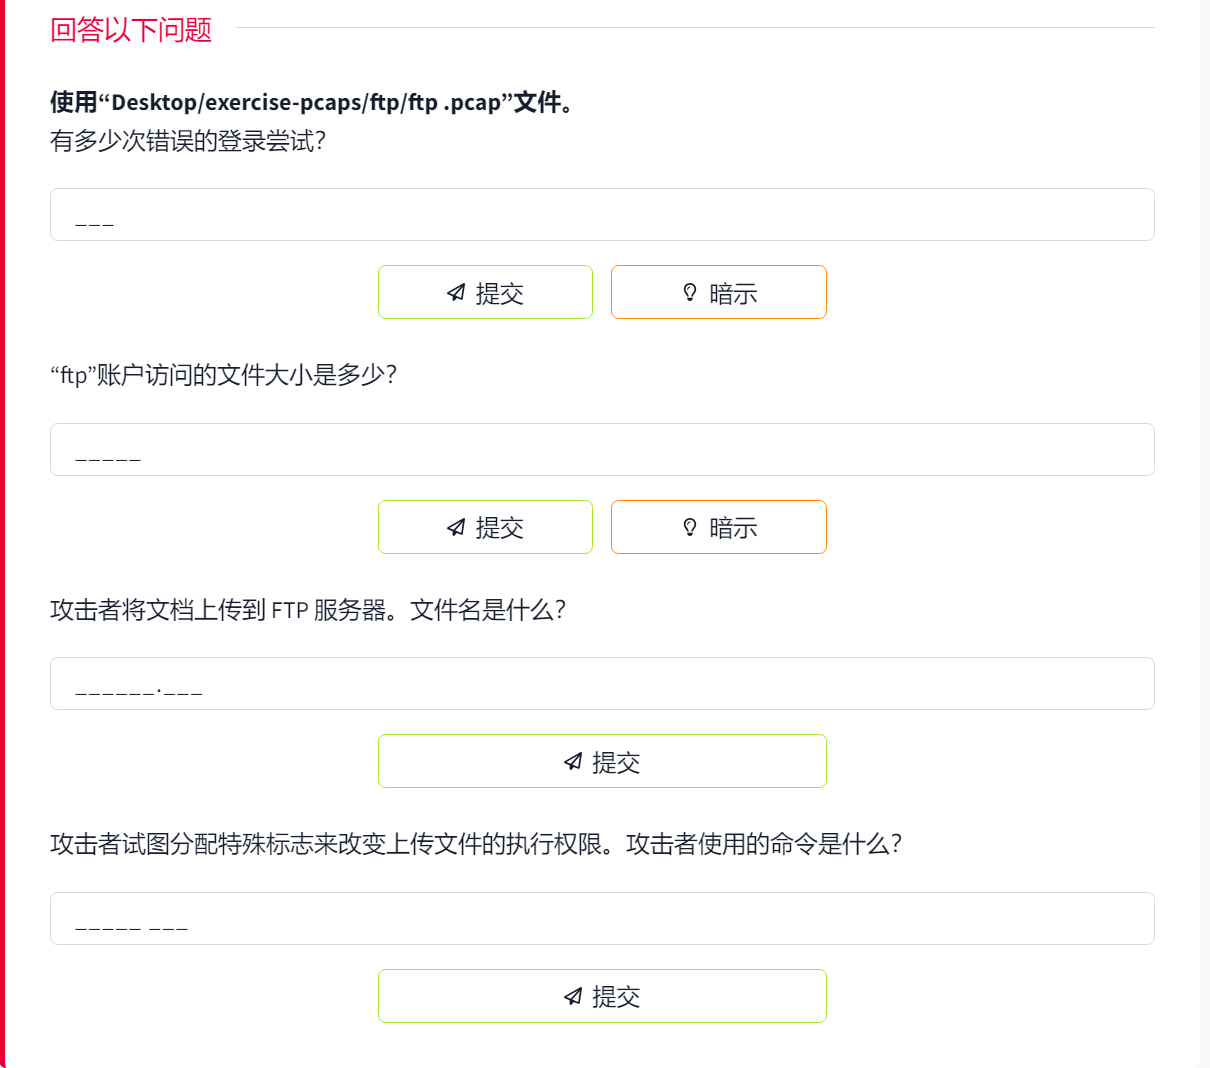 回答以下问题
使用“Desktop/exercise-pcaps/ftp/ftp .pcap”文件。
有多少次错误的登录尝试？
___
提交
暗示
“ftp”账户访问的文件大小是多少？
_____
提交
暗示
攻击者将文档上传到 FTP 服务器。文件名是什么？
______.___
提交
攻击者试图分配特殊标志来改变上传文件的执行权限。攻击者使用的命令是什么？
_____ ___
提交